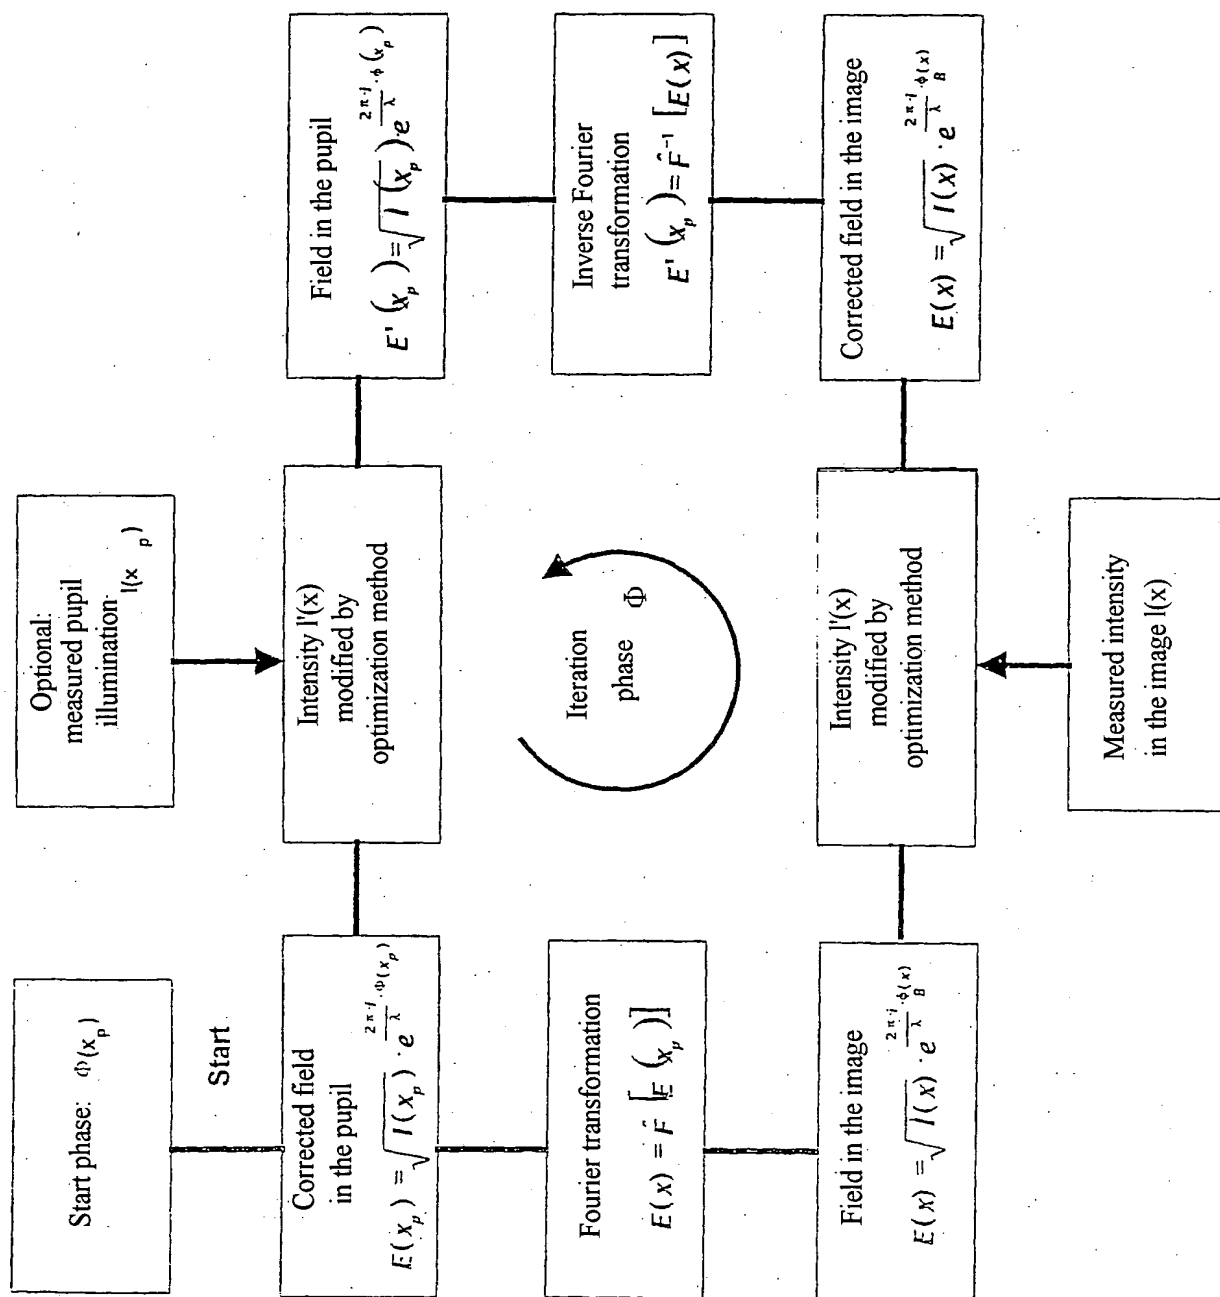 Start phase: Φ(x_p)
Start
Corrected field
in the pupil
E(x_p) = √I(x_p) · e^{2π·i/λ · Φ(x_p)}
Fourier transformation
E(x) = F̂ [E(x_p)]
Field in the image
E(x) = √I(x) · e^{2π·i/λ · ϕ_B(x)}
Optional:
measured pupil
illumination I(x_p)
Intensity I'(x)
modified by
optimization method
Iteration
phase Φ
Intensity I'(x)
modified by
optimization method
Measured intensity
in the image I(x)
Field in the pupil
E'(x_p) = √I(x_p) · e^{2π·i/λ · ϕ(x_p)}
Inverse Fourier
transformation
E'(x_p) = F̂⁻¹ [E(x)]
Corrected field in the image
E(x) = √I(x) · e^{2π·i/λ · ϕ_B(x)}